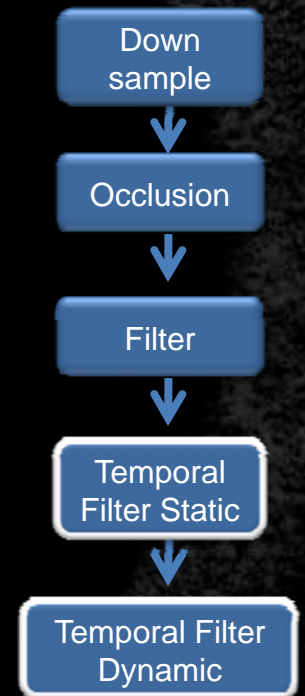 Down
sample
Occlusion
Filter
Temporal
Filter Static
Temporal Filter
Dynamic